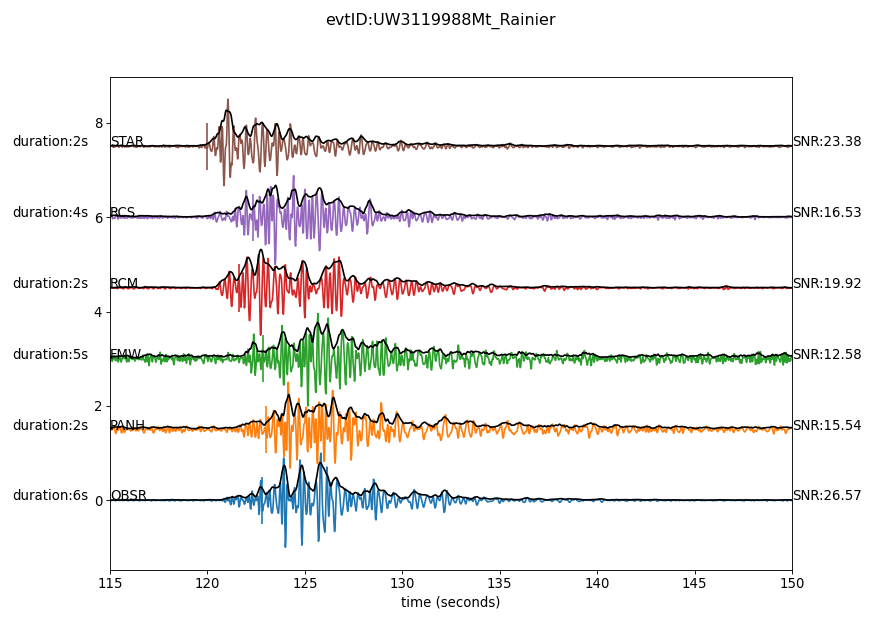 evtID:UW3119988Mt_Rainier
8
duration:2s STAR SNR:23.38
duration:4s RCS SNR:16.53
6
duration:2s RCM SNR:19.92
4
duration:5s FMW SNR:12.58
2
duration:2s PANH SNR:15.54
duration:6s OBSR SNR:26.57
0
115 120 125 130 135 140 145 150
time (seconds)